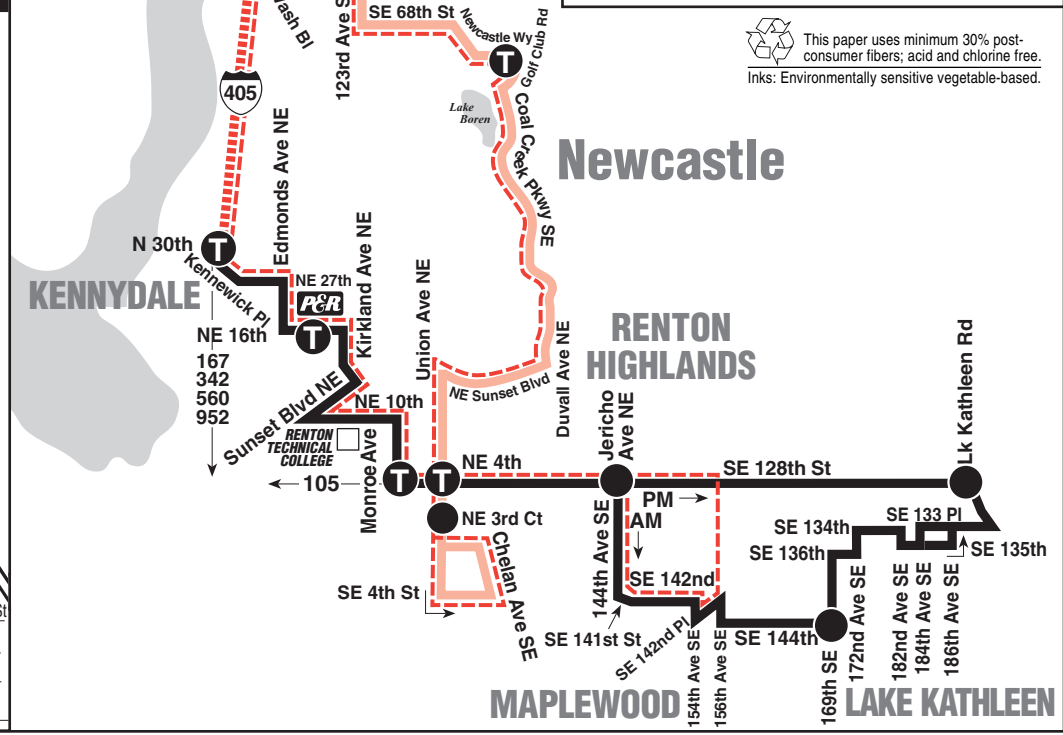 SE 68th St
Newcastle Wy
Golf Club Rd
123rd Ave S
ash Bl
This paper uses minimum 30% post-
consumer fibers; acid and chlorine free.
Inks: Environmentally sensitive vegetable-based.
405
T
Lake
Boren
Coal Creek Pkwy SE
Newcastle
Edmonds Ave NE
N 30th
T
Kennewick Pl
KENNYDALE
NE 27th
P&R
T
Kirkland Ave NE
Union Ave NE
NE 16th
167
342
560
952
Sunset Blvd NE
NE 10th
NE Sunset Blvd
Duvall Ave NE
RENTON
HIGHLANDS
Jericho
Ave NE
Lk Kathleen Rd
RENTON
TECHNICAL
COLLEGE
Monroe Ave
105
T
T
NE 4th
SE 128th St
NE 3rd Ct
PM
AM
144th Ave SE
SE 133 Pl
SE 134th
SE 135th
SE 136th
Chelan Ave SE
SE 4th St
SE 142nd
SE 141st St
SE 142nd Pl
SE 144th
154th Ave SE
156th Ave SE
169th SE
172nd Ave SE
182nd Ave SE
184th Ave SE
186th Ave SE
MAPLEWOOD
LAKE KATHLEEN
St